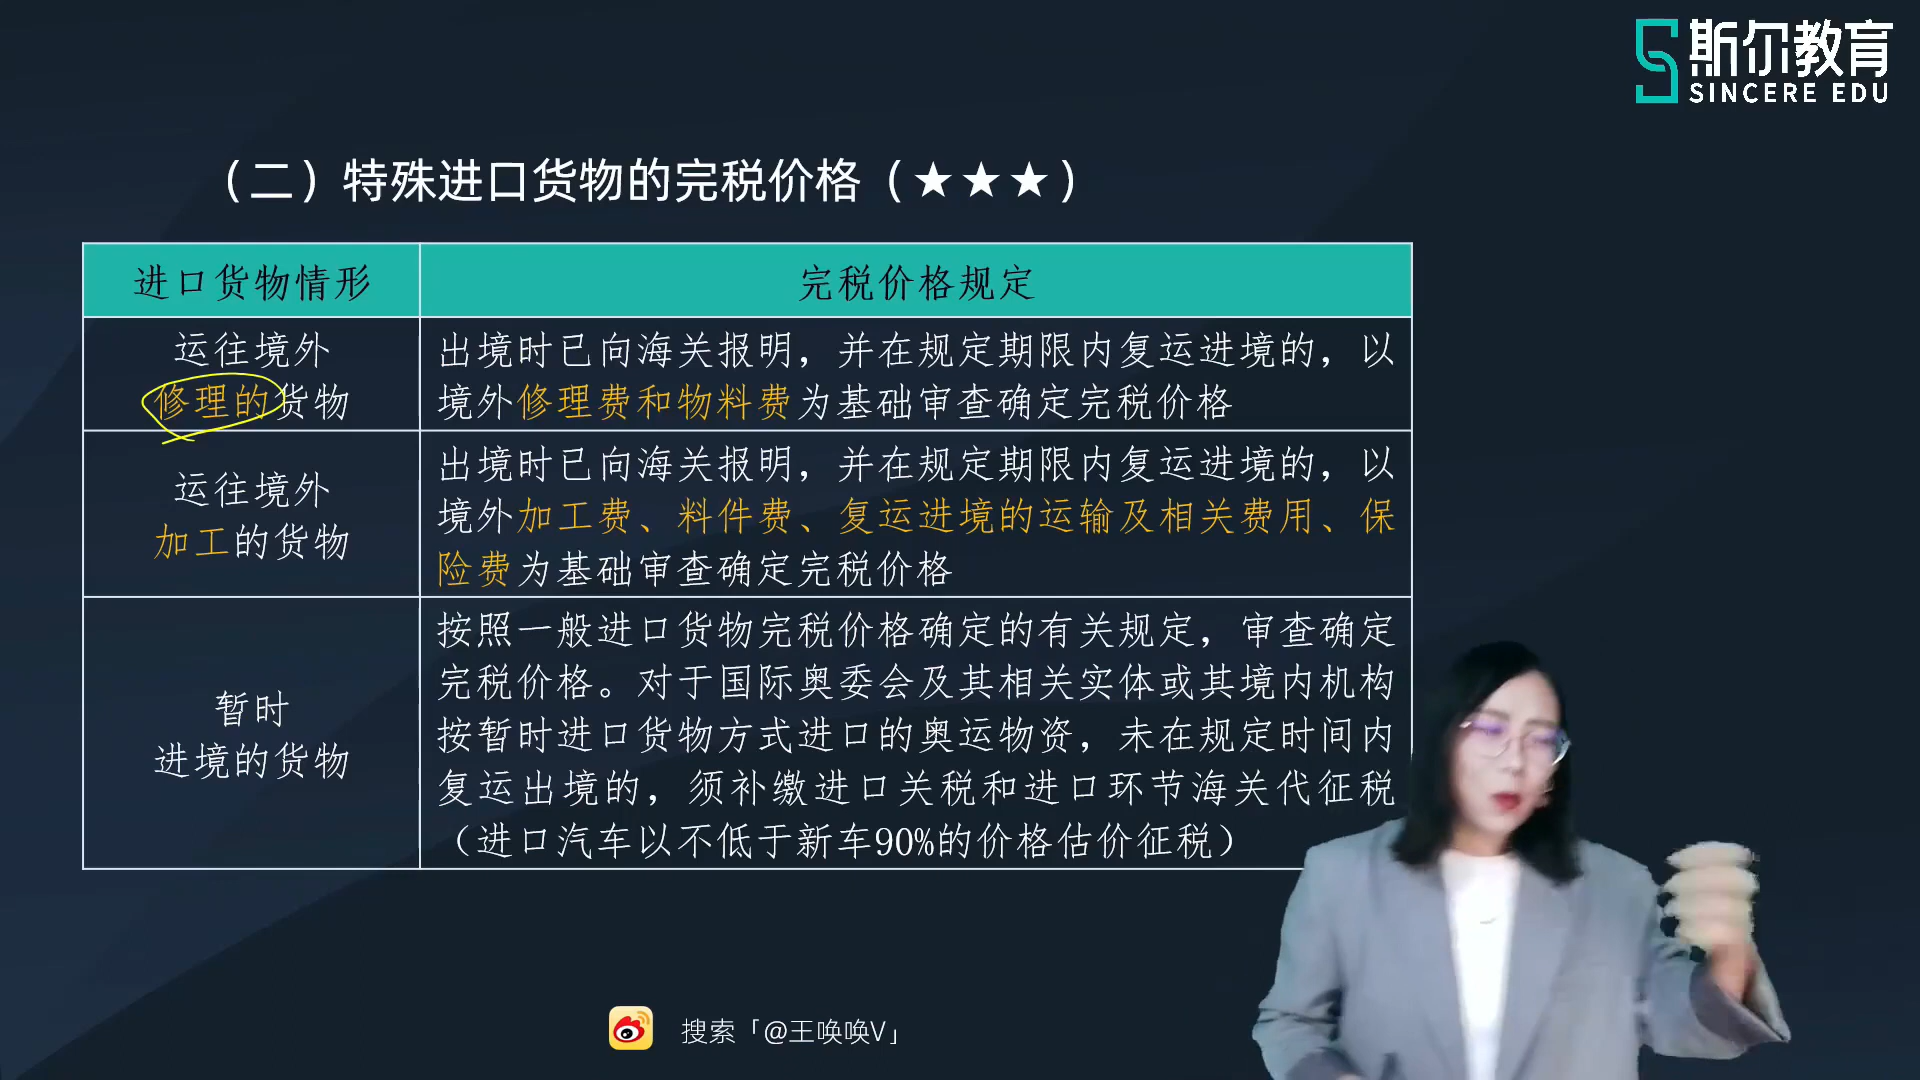 斯尔教育
SINCERE EDU
（二）特殊进口货物的完税价格（★★★）
进口货物情形
完税价格规定
运往境外
修理的货物
出境时已向海关报明，并在规定期限内复运进境的，以
境外修理费和物料费为基础审查确定完税价格
运往境外
加工的货物
出境时已向海关报明，并在规定期限内复运进境的，以
境外加工费、料件费、复运进境的运输及相关费用、保
险费为基础审查确定完税价格
暂时
进境的货物
按照一般进口货物完税价格确定的有关规定，审查确定
完税价格。对于国际奥委会及其相关实体或其境内机构
按暂时进口货物方式进口的奥运物资，未在规定时间内
复运出境的，须补缴进口关税和进口环节海关代征税
（进口汽车以不低于新车90%的价格估价征税）
搜索「@王唤唤V」